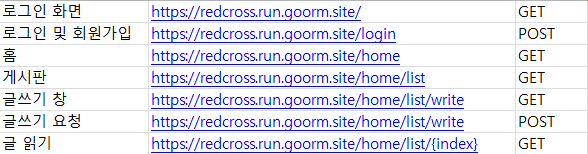 로그인 화면 https://redcross.run.goorm.site/ GET
로그인 및 회원가입 https://redcross.run.goorm.site/login POST
홈 https://redcross.run.goorm.site/home GET
게시판 https://redcross.run.goorm.site/home/list GET
글쓰기 창 https://redcross.run.goorm.site/home/list/write GET
글쓰기 요청 https://redcross.run.goorm.site/home/list/write POST
글 읽기 https://redcross.run.goorm.site/home/list/{index} GET